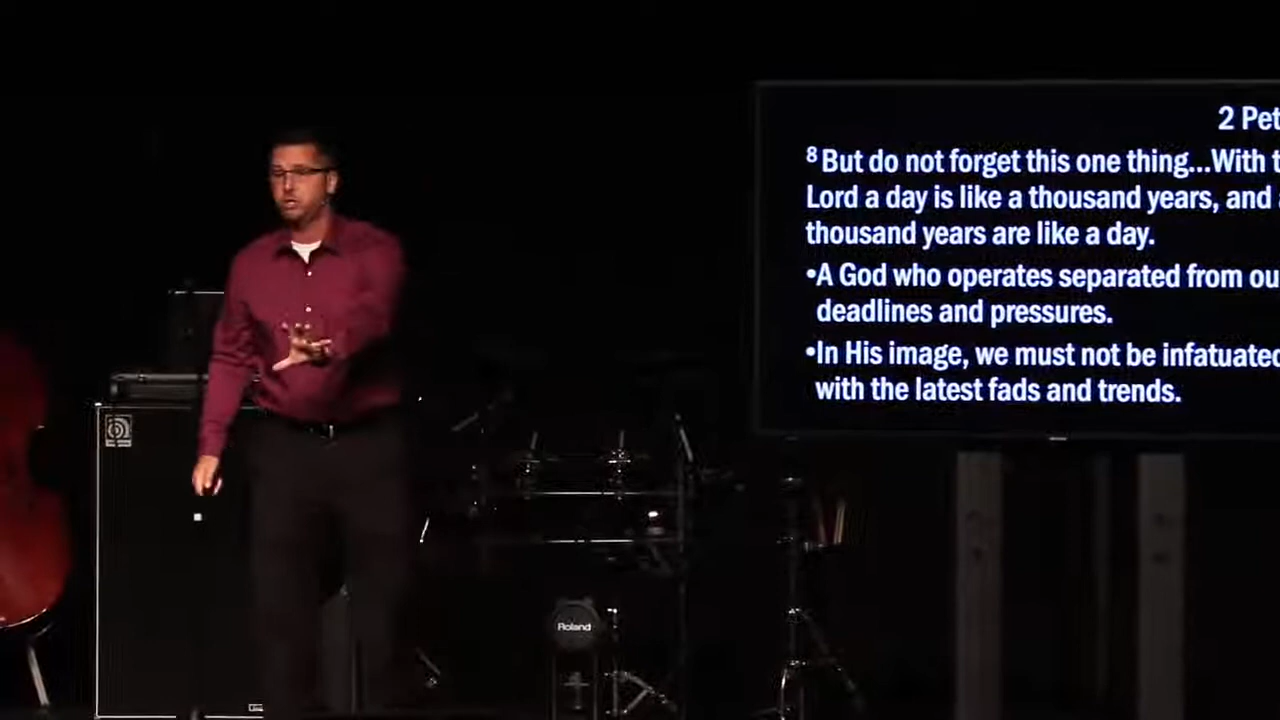 2 Pet
8 But do not forget this one thing...With t
Lord a day is like a thousand years, and a
thousand years are like a day.
•A God who operates separated from ou
deadlines and pressures.
•In His image, we must not be infatuated
with the latest fads and trends.
Roland